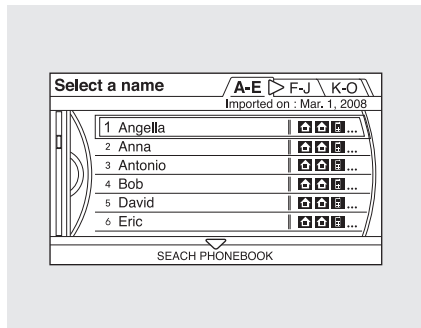 Select a name A-E F-J K-O
Imported on : Mar. 1, 2008
1 Angella ...
2 Anna ...
3 Antonio ...
4 Bob ...
5 David ...
6 Eric ...
SEACH PHONEBOOK